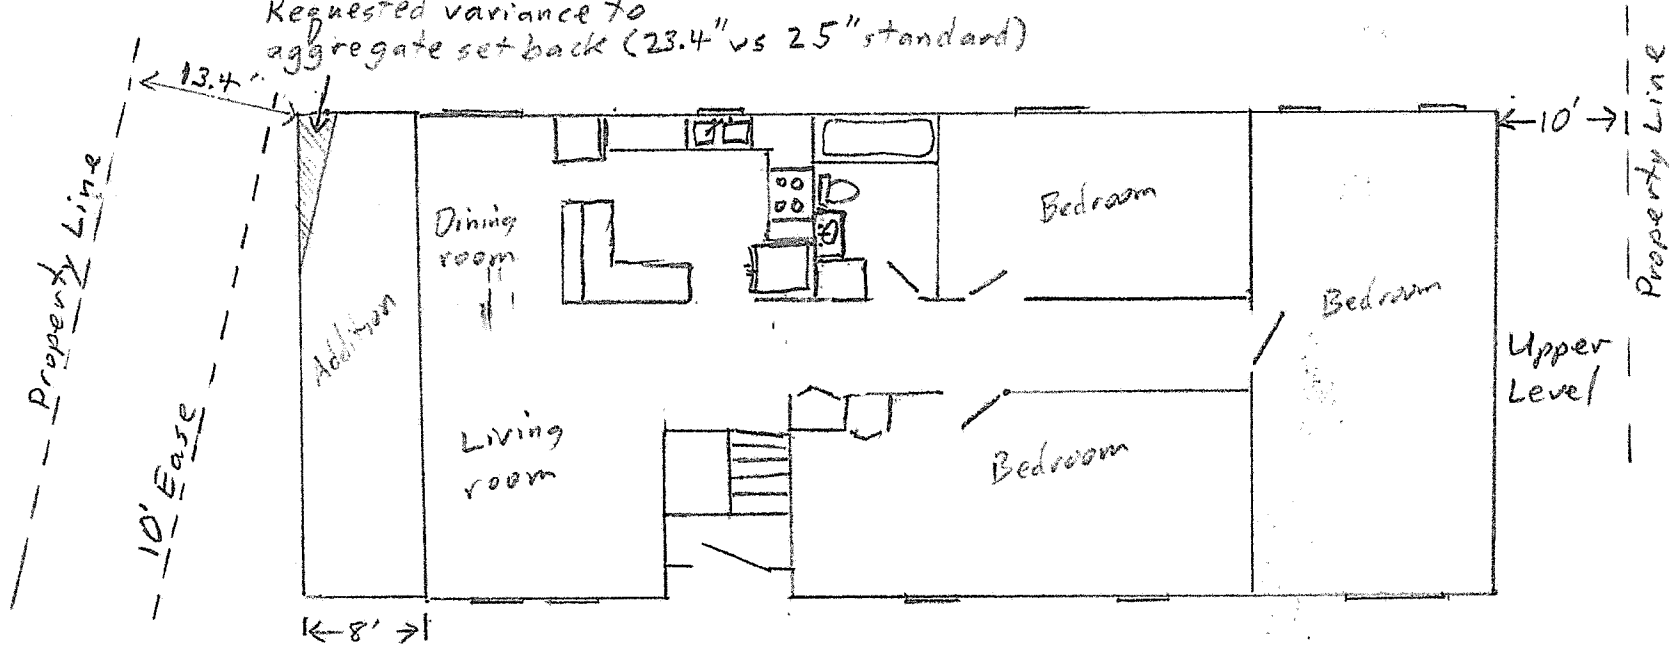 Requested variance to
aggregate set back (23.4" vs 25" standard)
13.4'
10'
Property Line
Property Line
10' Ease
Addition
Dining
room
Living
room
Bedroom
Bedroom
Bedroom
Upper
Level
8'